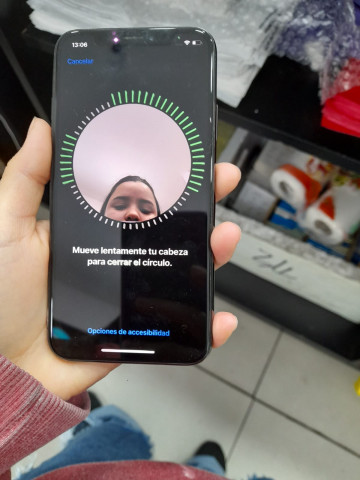 13:06
Cancelar
Mueve lentamente tu cabeza
para cerrar el círculo.
Opciones de accesibilidad